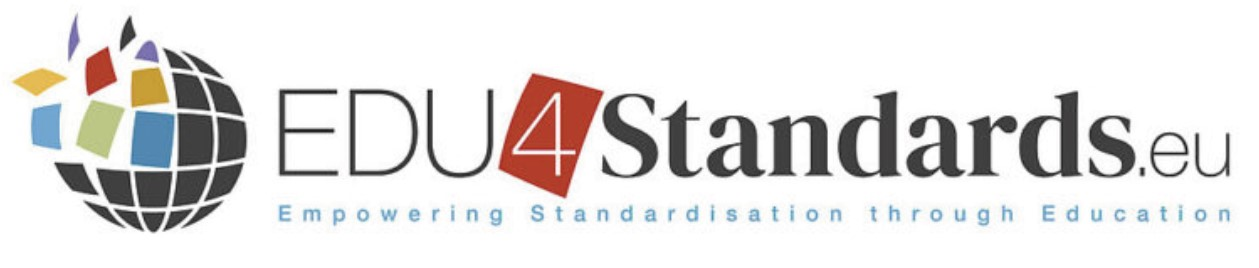 EDU4Standards.eu
Empowering Standardisation through Education